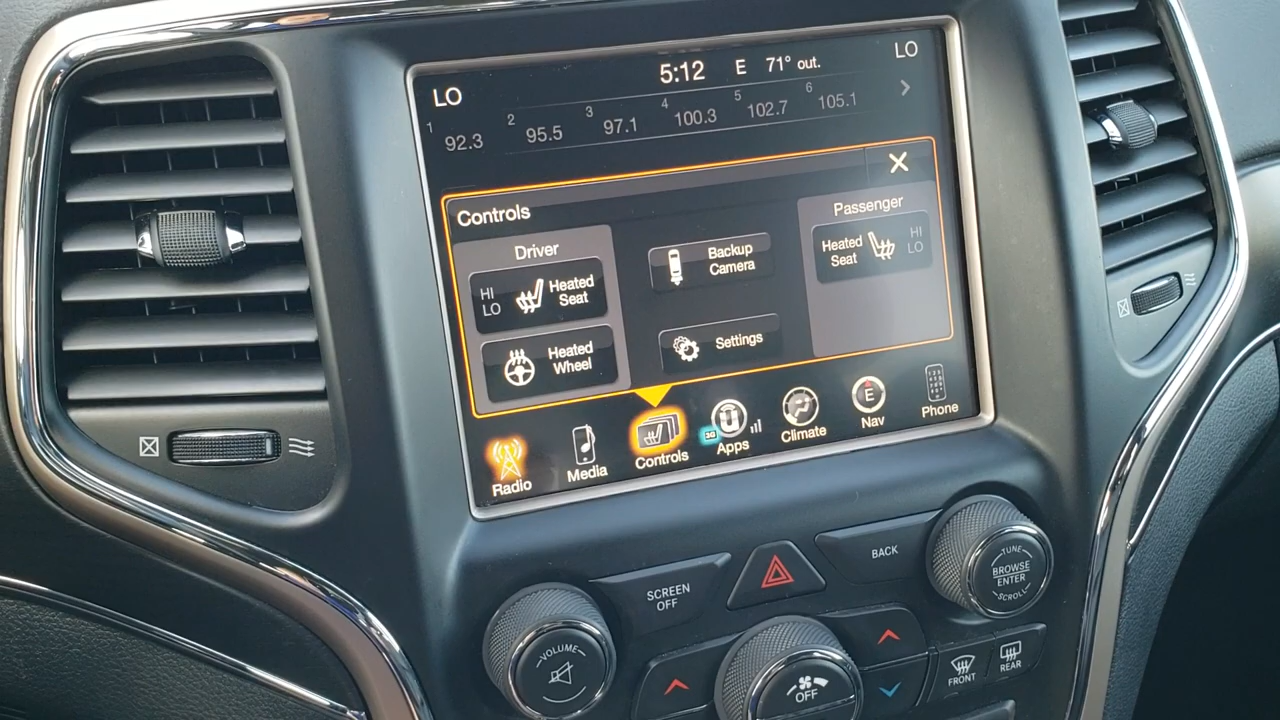 LO
5:12 E 71° out.
LO
1 92.3 2 95.5 3 97.1 4 100.3 5 102.7 6 105.1
Controls
Driver
HI
LO
Heated
Seat
Heated
Wheel
Backup
Camera
Settings
Passenger
Heated
Seat
HI
LO
Radio
Media
Controls
3G
Apps
Climate
E
Nav
Phone
SCREEN
OFF
BACK
VOLUME
TUNE
BROWSE
ENTER
SCROLL
OFF
FRONT
REAR